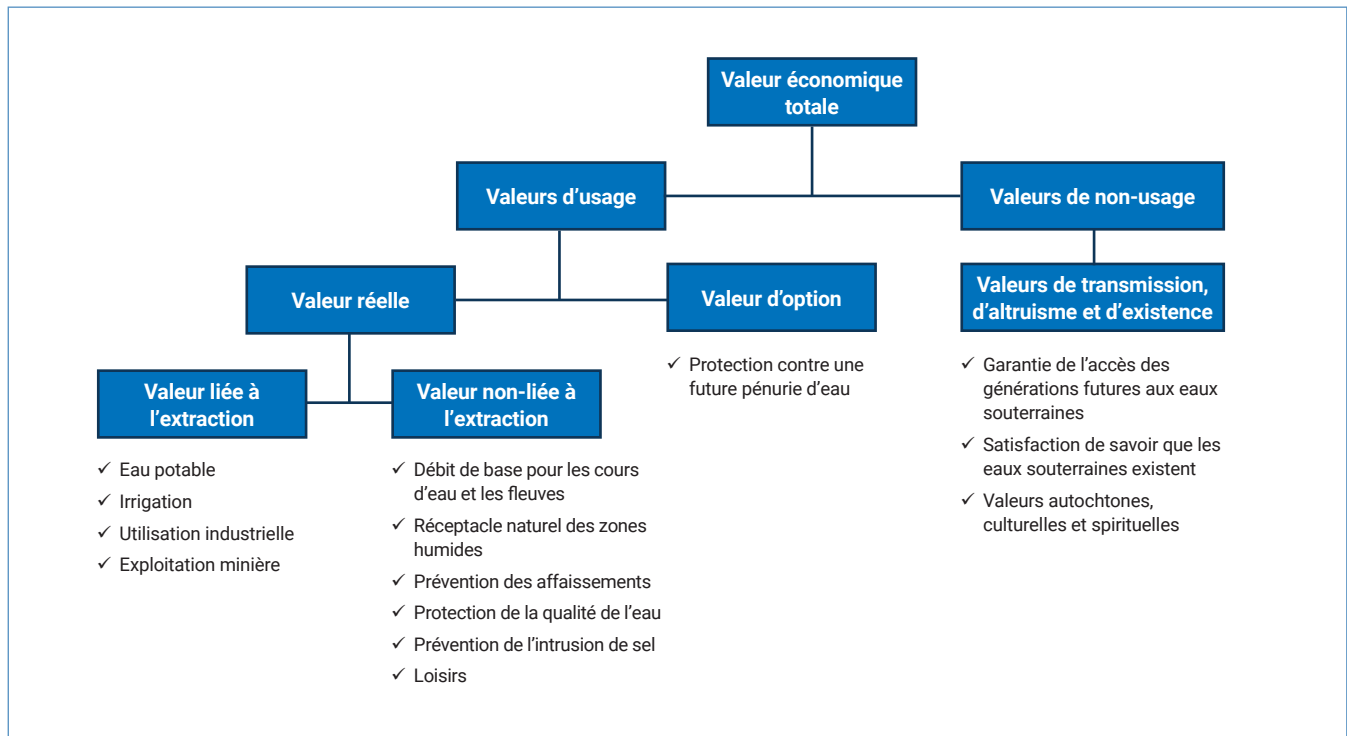 Valeur économique
totale
Valeurs d’usage
Valeurs de non-usage
Valeur réelle
Valeur d’option
Valeurs de transmission,
d’altruisme et d’existence
Valeur liée à
l’extraction
✓ Eau potable
✓ Irrigation
✓ Utilisation industrielle
✓ Exploitation minière
Valeur non-liée à
l’extraction
✓ Débit de base pour les cours
d’eau et les fleuves
✓ Réceptacle naturel des zones
humides
✓ Prévention des affaissements
✓ Protection de la qualité de l’eau
✓ Prévention de l’intrusion de sel
✓ Loisirs
✓ Protection contre une
future pénurie d’eau
✓ Garantie de l’accès des
générations futures aux eaux
souterraines
✓ Satisfaction de savoir que les
eaux souterraines existent
✓ Valeurs autochtones,
culturelles et spirituelles